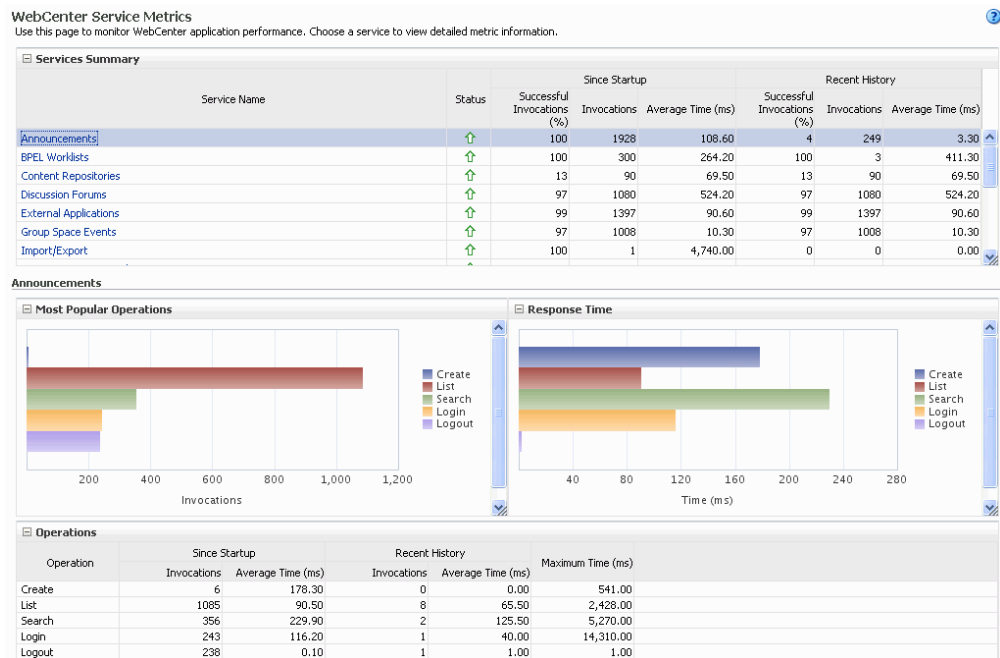 WebCenter Service Metrics
Use this page to monitor WebCenter application performance. Choose a service to view detailed metric information.
Services Summary
Since Startup Recent History
Service Name Status Successful Invocations (%) Invocations Average Time (ms) Successful Invocations (%) Invocations Average Time (ms)
Announcements 100 1928 108.60 4 249 3.30
BPEL Worklists 100 300 264.20 100 3 411.30
Content Repositories 13 90 69.50 13 90 69.50
Discussion Forums 97 1080 524.20 97 1080 524.20
External Applications 99 1397 90.60 99 1397 90.60
Group Space Events 97 1008 10.30 97 1008 10.30
Import/Export 100 1 4,740.00 0 0 0.00
Announcements
Most Popular Operations
Create
List
Search
Login
Logout
200 400 600 800 1,000 1,200
Invocations
Response Time
Create
List
Search
Login
Logout
40 80 120 160 200 240 280
Time (ms)
Operations
Operation Since Startup Recent History Maximum Time (ms)
Invocations Average Time (ms) Invocations Average Time (ms)
Create 6 178.30 0 0.00 541.00
List 1085 90.50 8 65.50 2,428.00
Search 356 229.90 2 125.50 5,270.00
Login 243 116.20 1 40.00 14,310.00
Logout 238 0.10 1 1.00 1.00